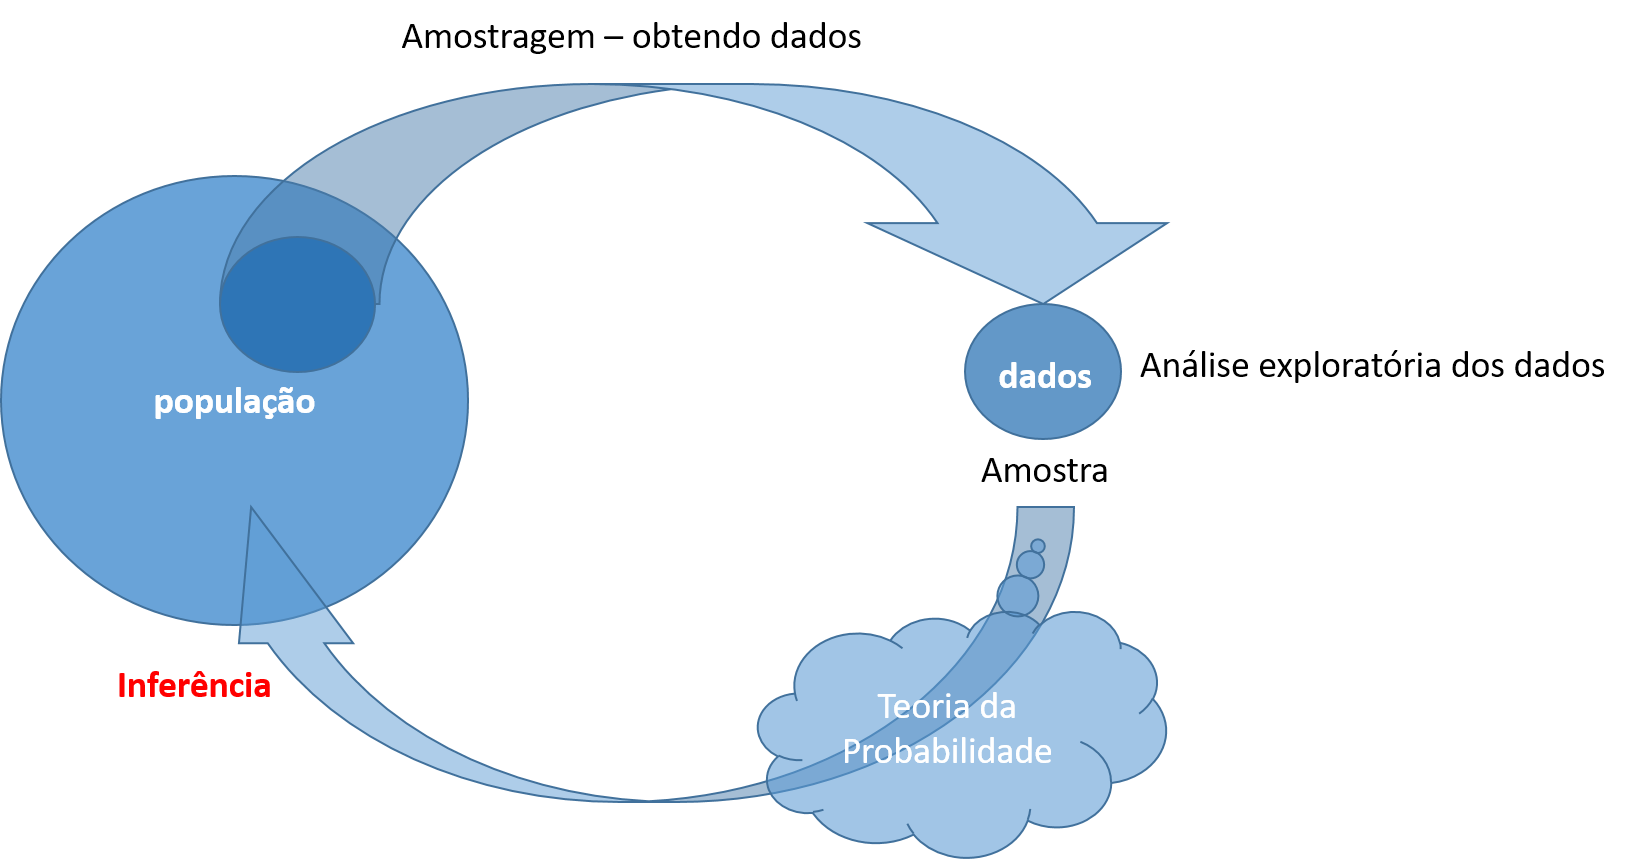 Amostragem – obtendo dados
dados
Análise exploratória dos dados
população
Amostra
Inferência
Teoria da
Probabilidade